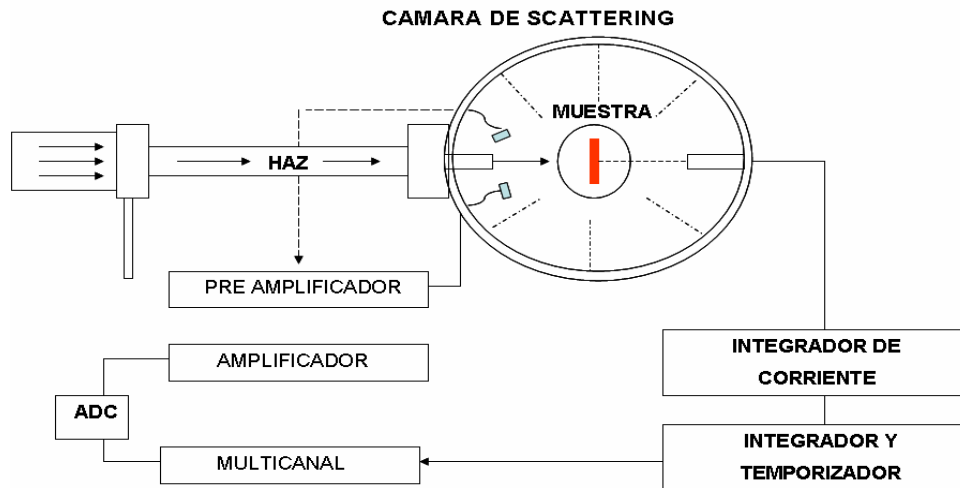 CAMARA DE SCATTERING
MUESTRA
HAZ
PRE AMPLIFICADOR
AMPLIFICADOR
ADC
MULTICANAL
INTEGRADOR DE
CORRIENTE
INTEGRADOR Y
TEMPORIZADOR